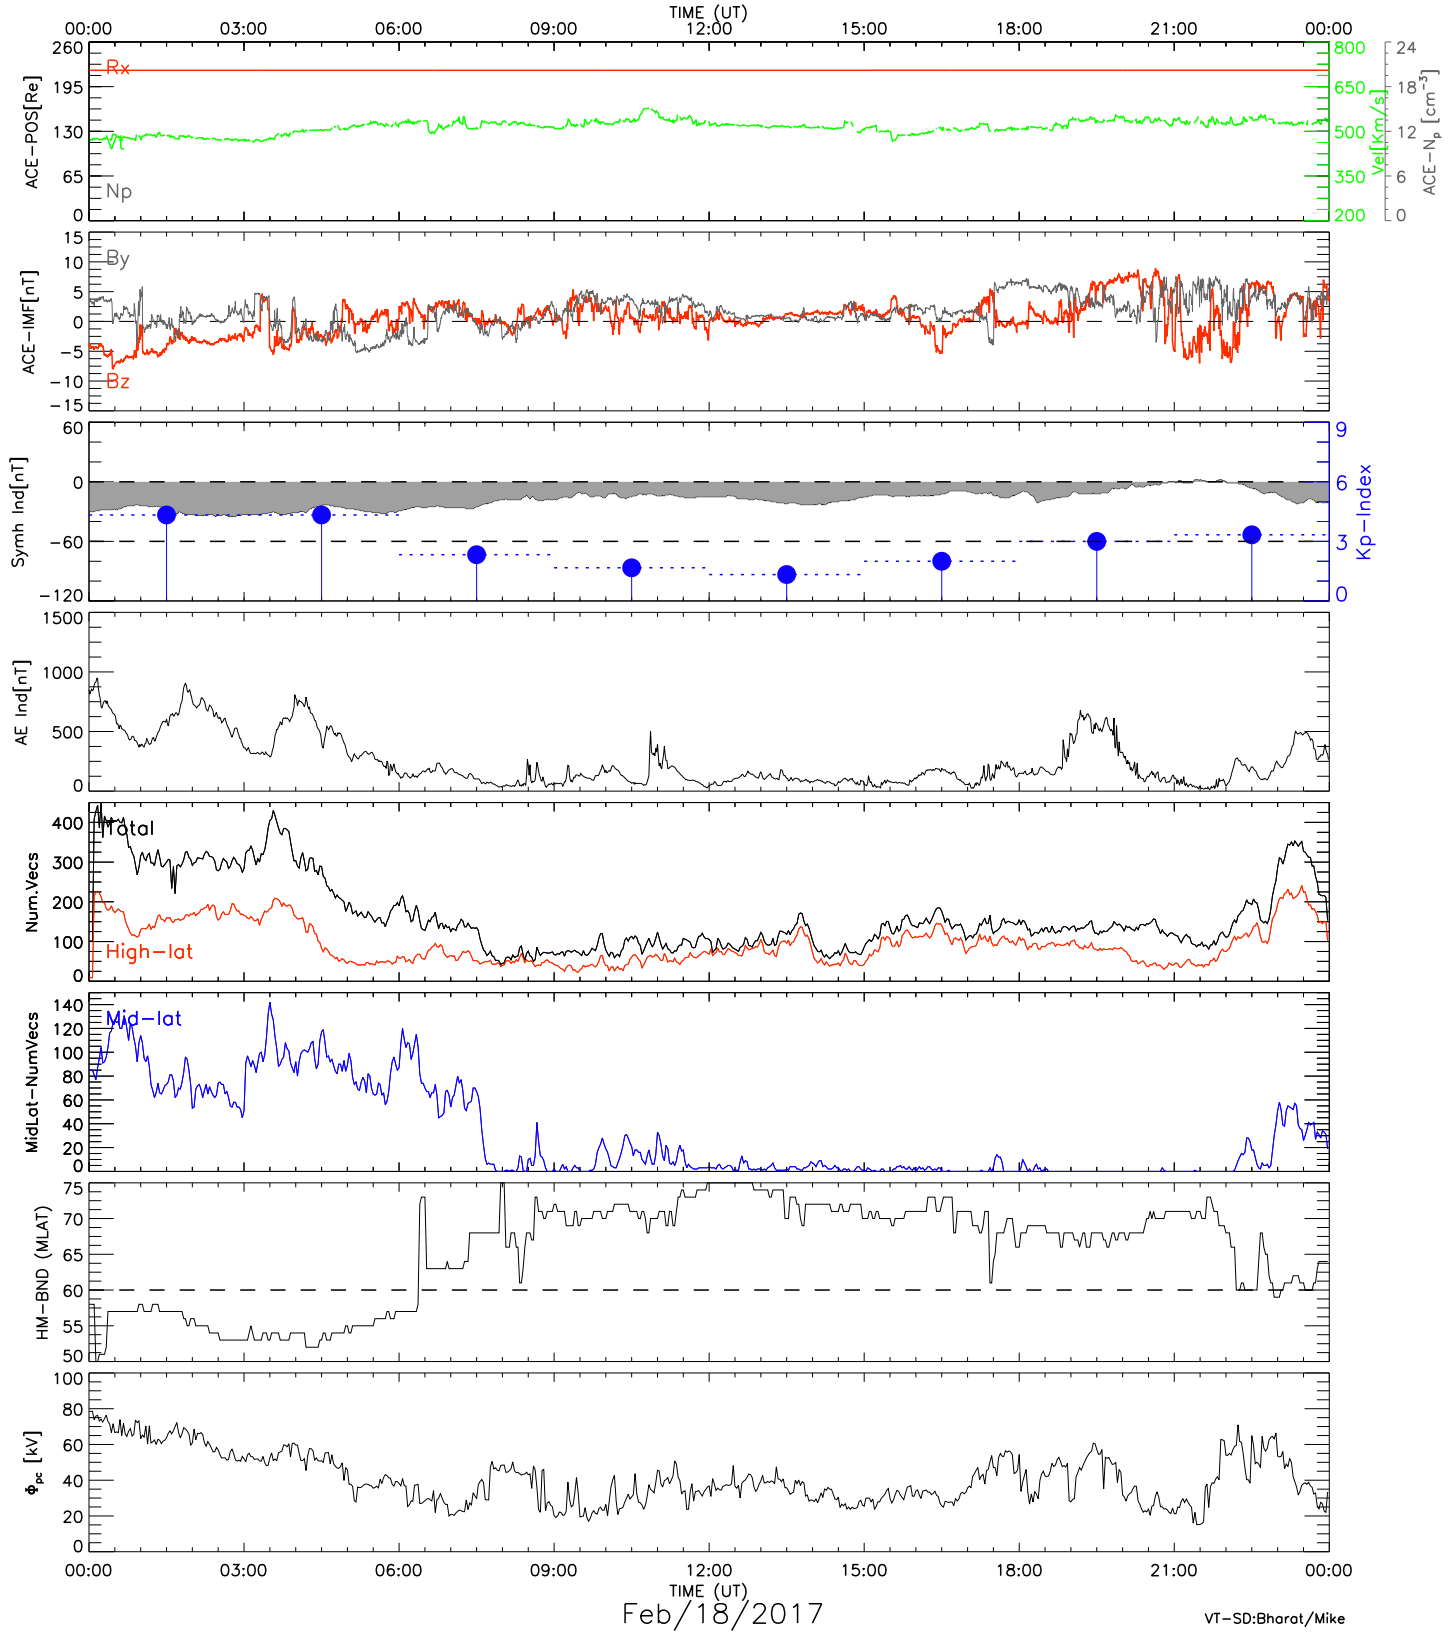 TIME (UT)
00:00 03:00 06:00 09:00 12:00 15:00 18:00 21:00 00:00
ACE-POS[Re]
260
195
130
65
0
Rx
Np
800
650
500
350
200
Vel[Km/s]
24
18
12
6
0
ACE-Np [cm-3]
ACE-IMF[nT]
15
10
5
0
-5
-10
-15
By
Bz
Symh Ind[nT]
60
0
-60
-120
9
6
3
0
Kp-Index
AE Ind[nT]
1500
1000
500
0
Num.Vecs
400
300
200
100
0
Total
High-lat
MidLat-NumVecs
140
120
100
80
60
40
20
0
Mid-lat
HM-BND (MLAT)
75
70
65
60
55
50
Φpc [kV]
100
80
60
40
20
0
00:00 03:00 06:00 09:00 12:00 15:00 18:00 21:00 00:00
TIME (UT)
Feb/18/2017
VT-SD:Bharat/Mike